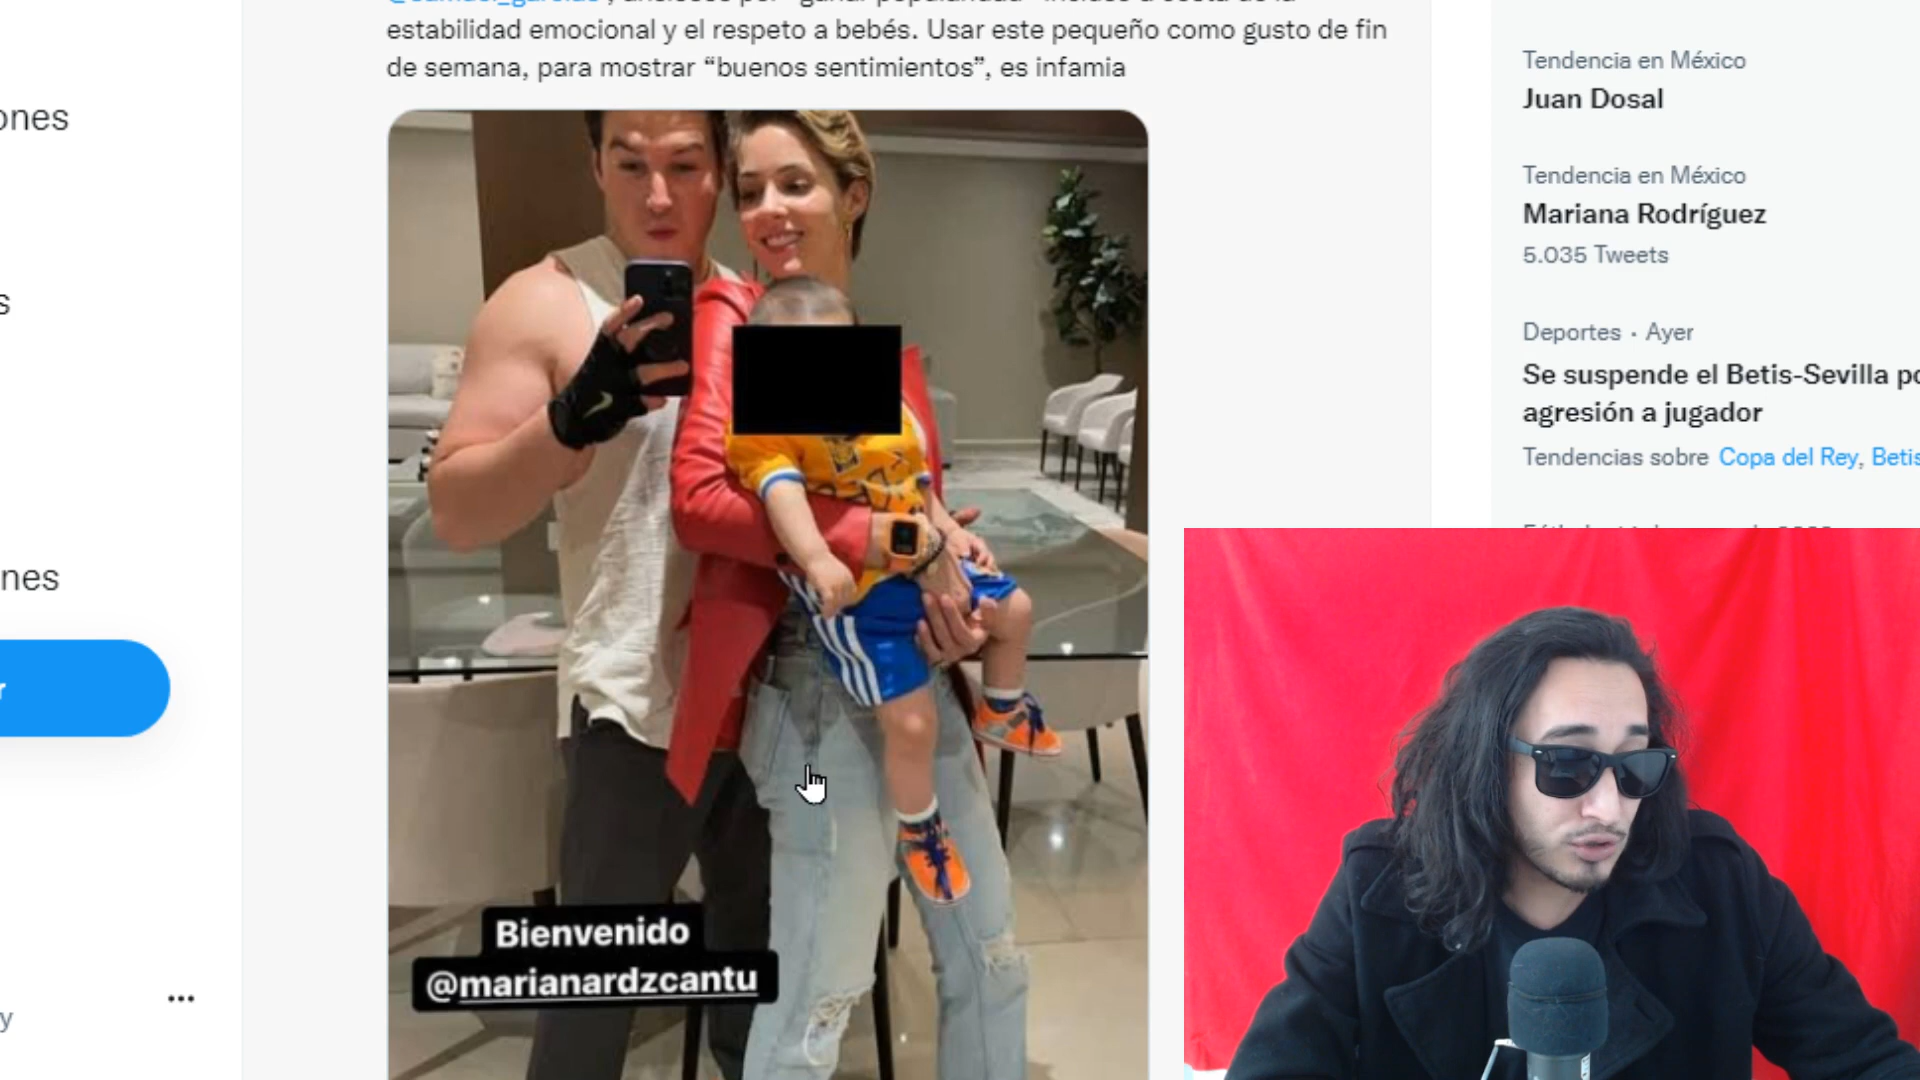 estabilidad emocional y el respeto a bebés. Usar este pequeño como gusto de fin
de semana, para mostrar “buenos sentimientos”, es infamia
Bienvenido
@marianardzcantu
ones
s
nes
r
y
Tendencia en México
Juan Dosal
Tendencia en México
Mariana Rodríguez
5.035 Tweets
Deportes · Ayer
Se suspende el Betis-Sevilla po
agresión a jugador
Tendencias sobre Copa del Rey, Betis